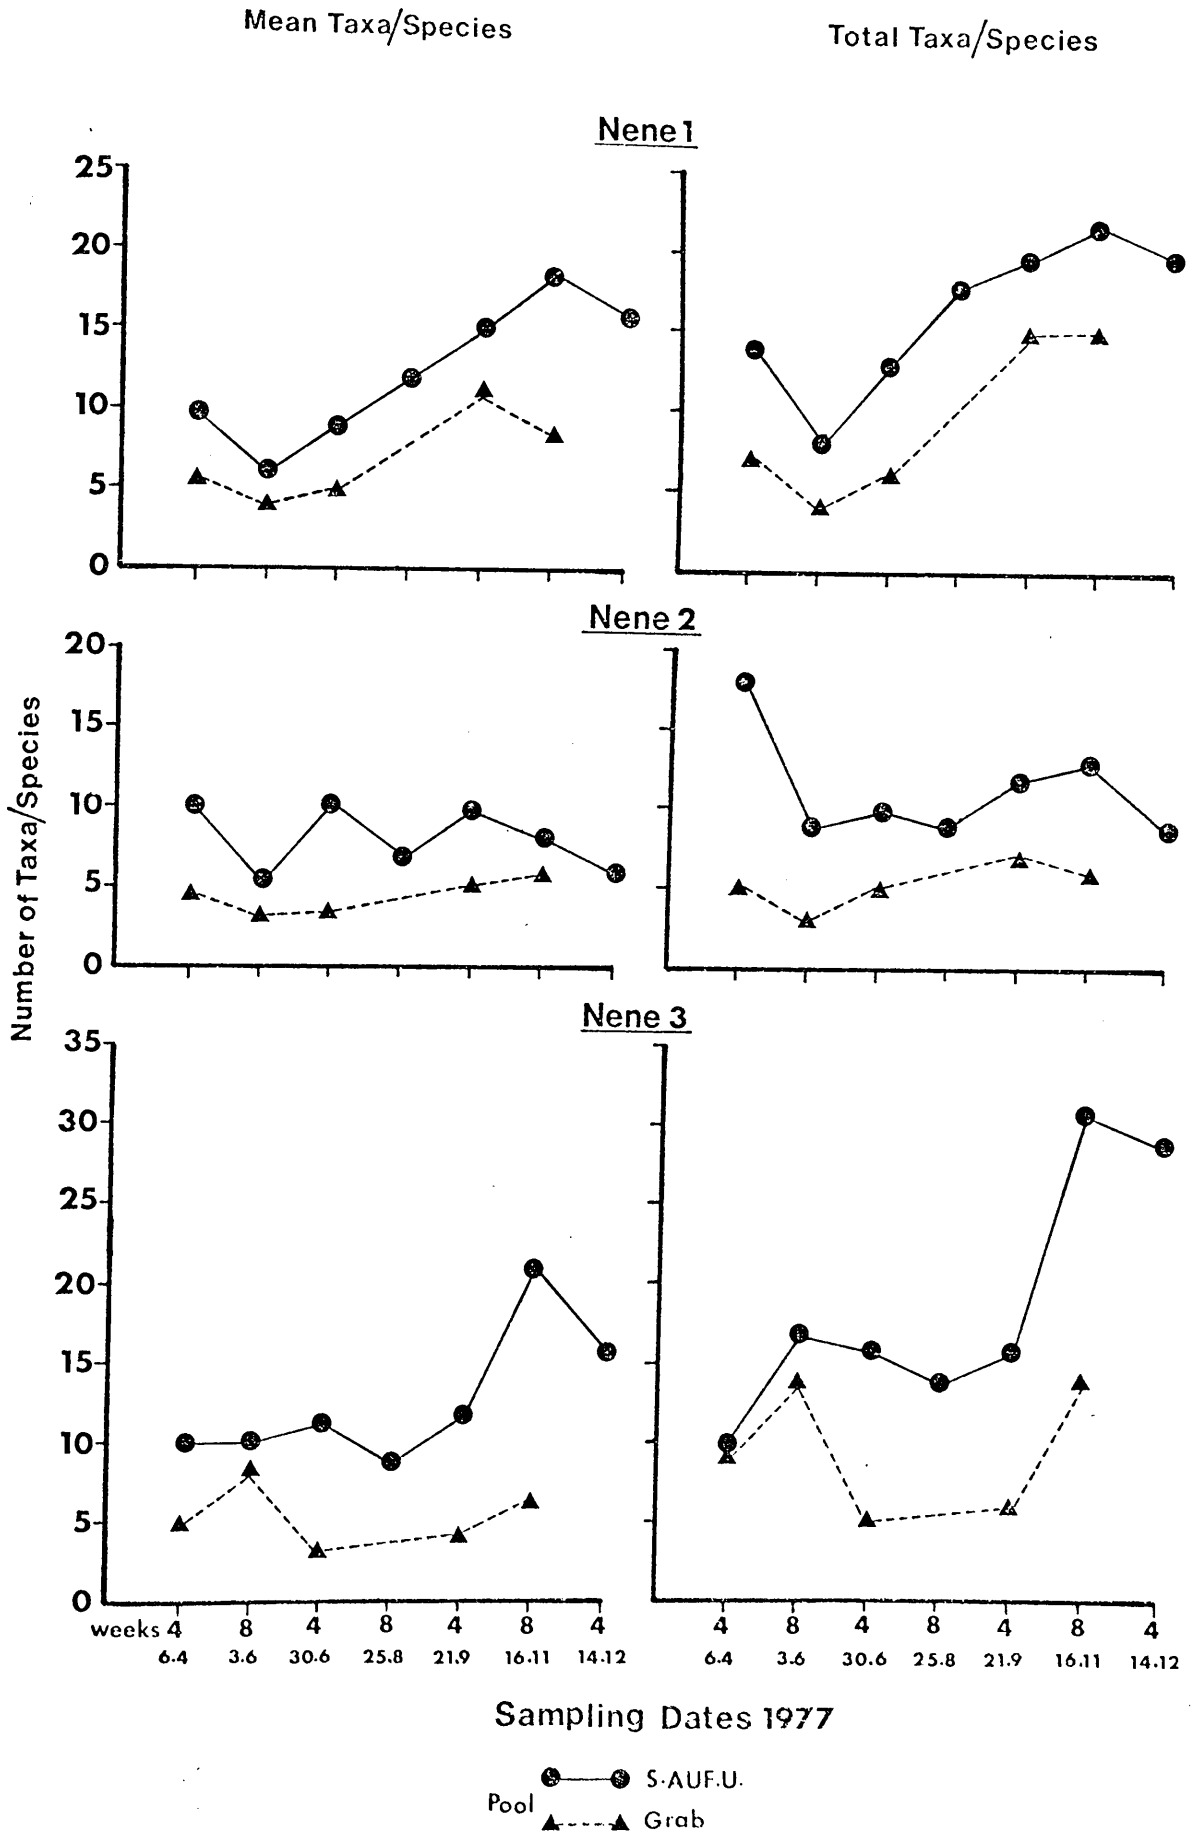 Mean Taxa/Species
Total Taxa/Species
Nene 1
25
20
15
10
5
0
Nene 2
20
15
10
5
0
Number of Taxa/Species
Nene 3
35
30
25
20
15
10
5
0
weeks 4 8 4 8 4 8 4
6.4 3.6 30.6 25.8 21.9 16.11 14.12
4 8 4 8 4 8 4
6.4 3.6 30.6 25.8 21.9 16.11 14.12
Sampling Dates 1977
S.AUF.U.
Pool
Grab